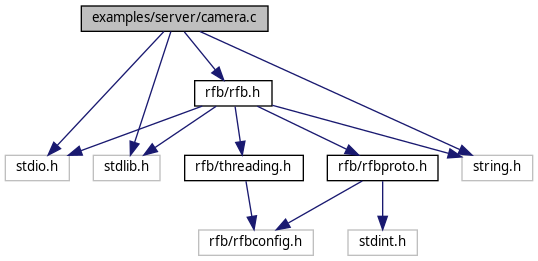 examples/server/camera.c
rfb/rfb.h
stdio.h
stdlib.h
rfb/threading.h
rfb/rfbproto.h
string.h
rfb/rfbconfig.h
stdint.h